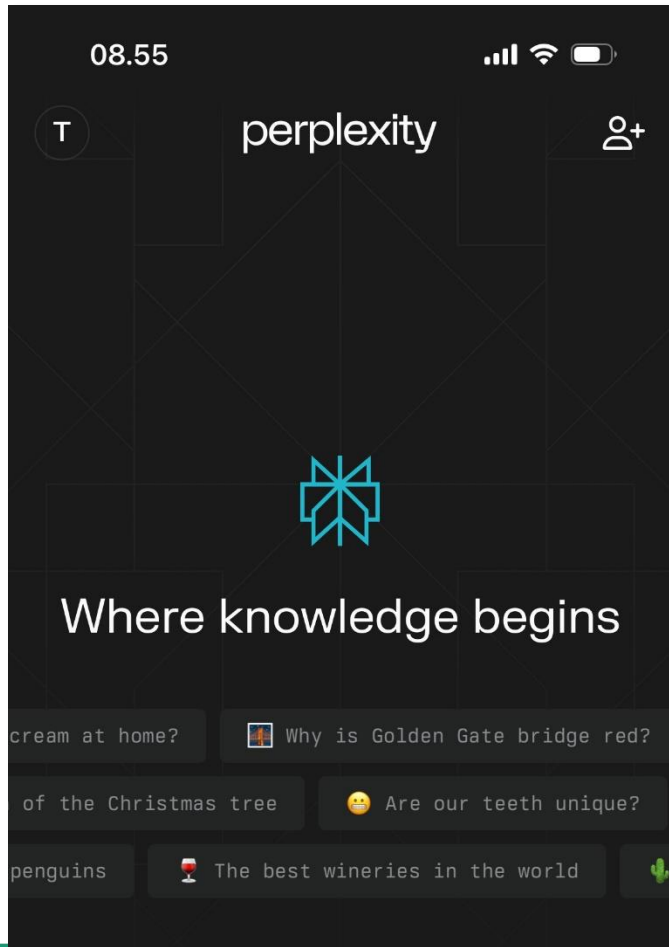 08.55
T perplexity
Where knowledge begins
cream at home? Why is Golden Gate bridge red?
of the Christmas tree Are our teeth unique?
penguins The best wineries in the world